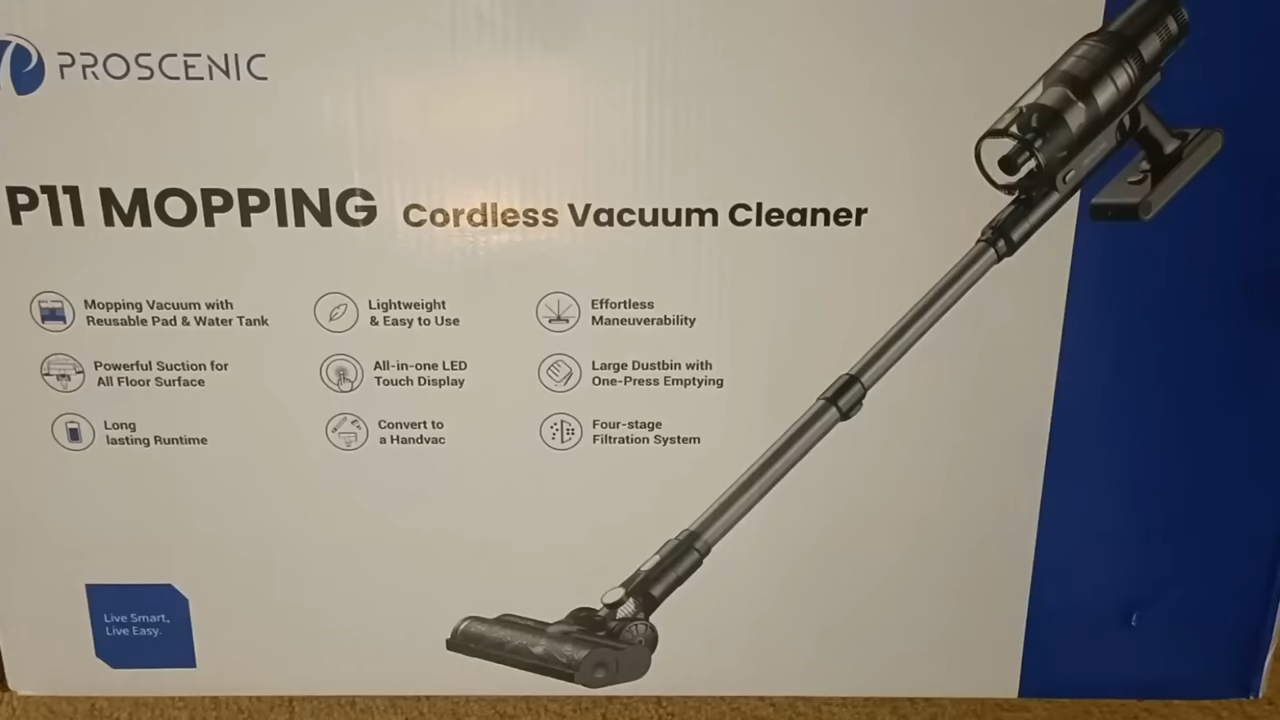 PROSCENIC
P11 MOPPING Cordless Vacuum Cleaner
Mopping Vacuum with
Reusable Pad & Water Tank
Lightweight
& Easy to Use
Effortless
Maneuverability
Powerful Suction for
All Floor Surface
All-in-one LED
Touch Display
Large Dustbin with
One-Press Emptying
Long
lasting Runtime
Convert to
a Handvac
Four-stage
Filtration System
Live Smart,
Live Easy.